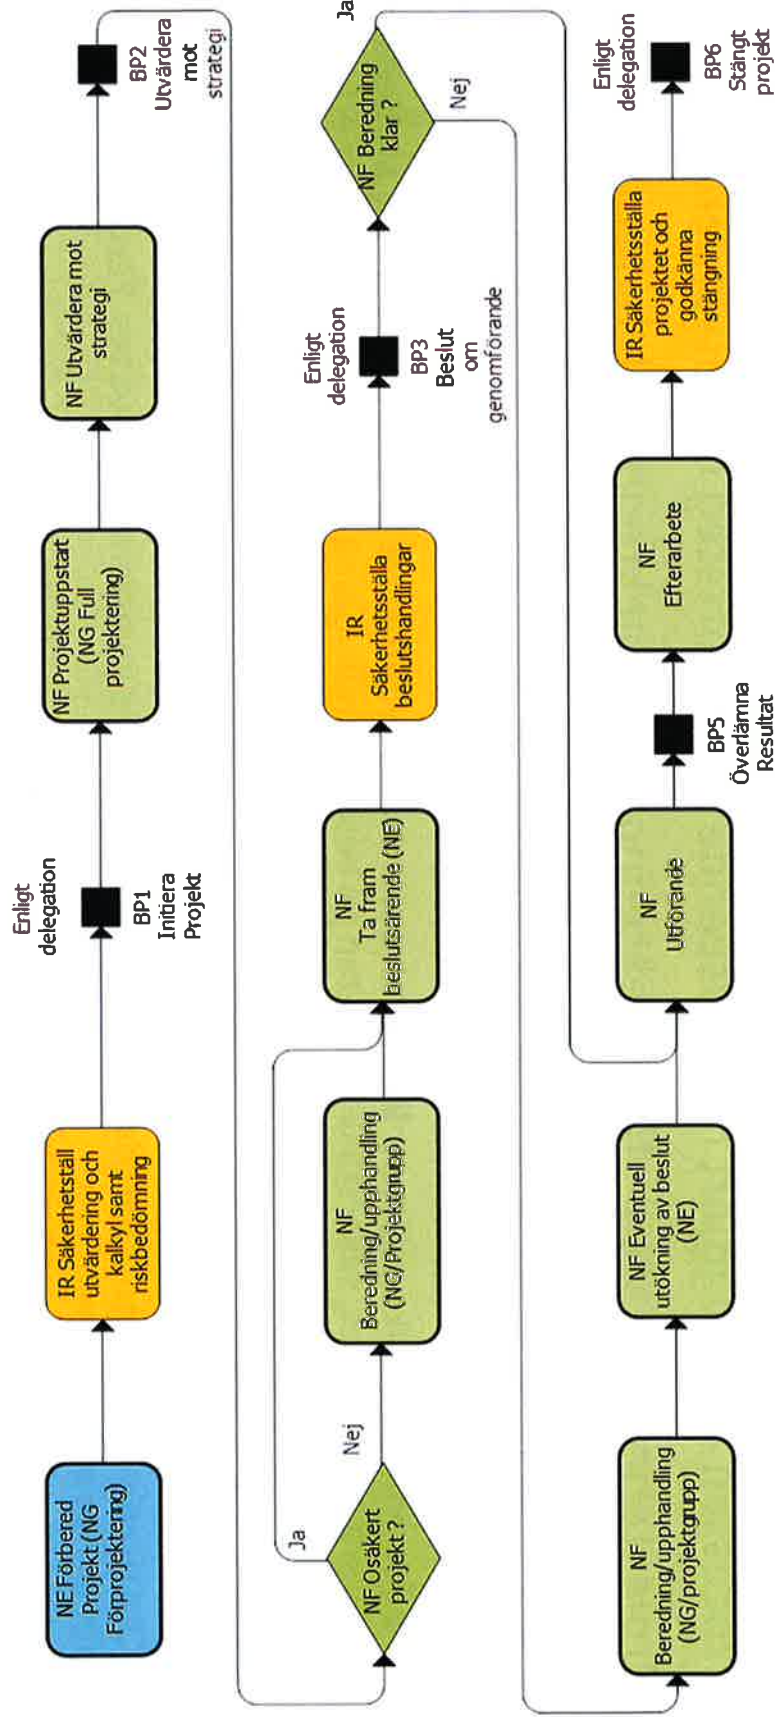 NE Förbered
Projekt (NG
Förprojektering)
IR Säkerhetställ
utvärdering och
kalkyl samt
riskbedömning
Enligt
delegation
BP1
Initiera
Projekt
NF Projektuppstart
(NG Full
projektering)
NF Utvärdera mot
strategi
BP2
Utvärdera
mot
strategi
NF Osäkert
projekt ?
Ja
Nej
NF
Beredning/upphandling
(NG/Projektgrupp)
NF
Ta fram
beslutsärende (NE)
IR
Säkerhetsställa
beslutshandlingar
Enligt
delegation
BP3
Beslut
om
genomförande
NF Beredning
klar ?
Ja
Nej
NF
Beredning/upphandling
(NG/projektgrupp)
NF Eventuell
utökning av beslut
(NE)
NF
Utförande
BP5
Överlämna
Resultat
NF
Efterarbete
IR Säkerhetsställa
projektet och
godkänna
stängning
Enligt
delegation
BP6
Stängt
projekt